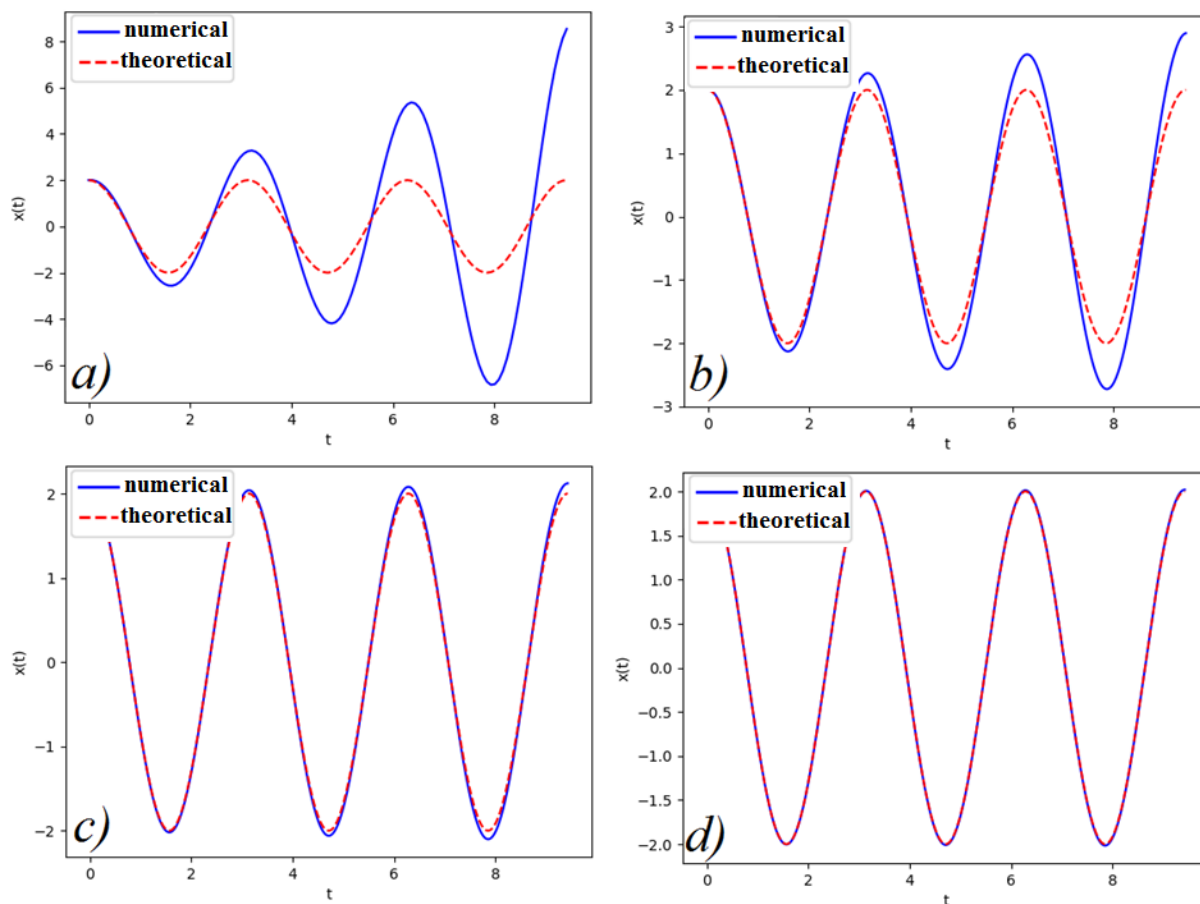 numerical
theoretical
8
6
4
2
0
−2
−4
−6
x(t)
a)
0 2 4 6 8
t
numerical
theoretical
3
2
1
0
−1
−2
−3
x(t)
b)
0 2 4 6 8
t
numerical
theoretical
2
1
0
−1
−2
x(t)
c)
0 2 4 6 8
t
numerical
theoretical
2.0
1.5
1.0
0.5
0.0
−0.5
−1.0
−1.5
−2.0
x(t)
d)
0 2 4 6 8
t